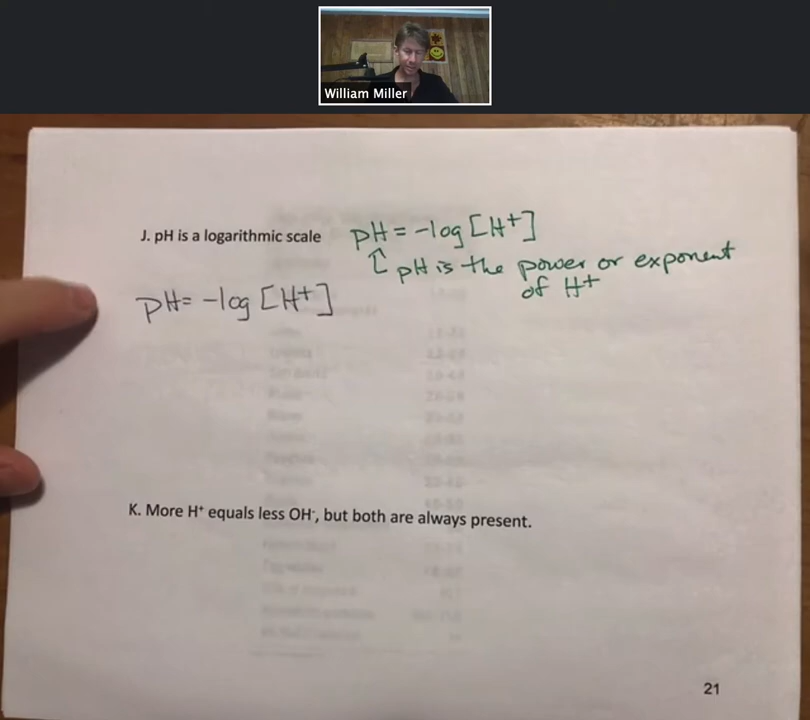 William Miller
J. pH is a logarithmic scale pH = -log [H⁺]
pH is the power or exponent
of H⁺
pH = -log [H⁺]
K. More H⁺ equals less OH⁻, but both are always present.
21